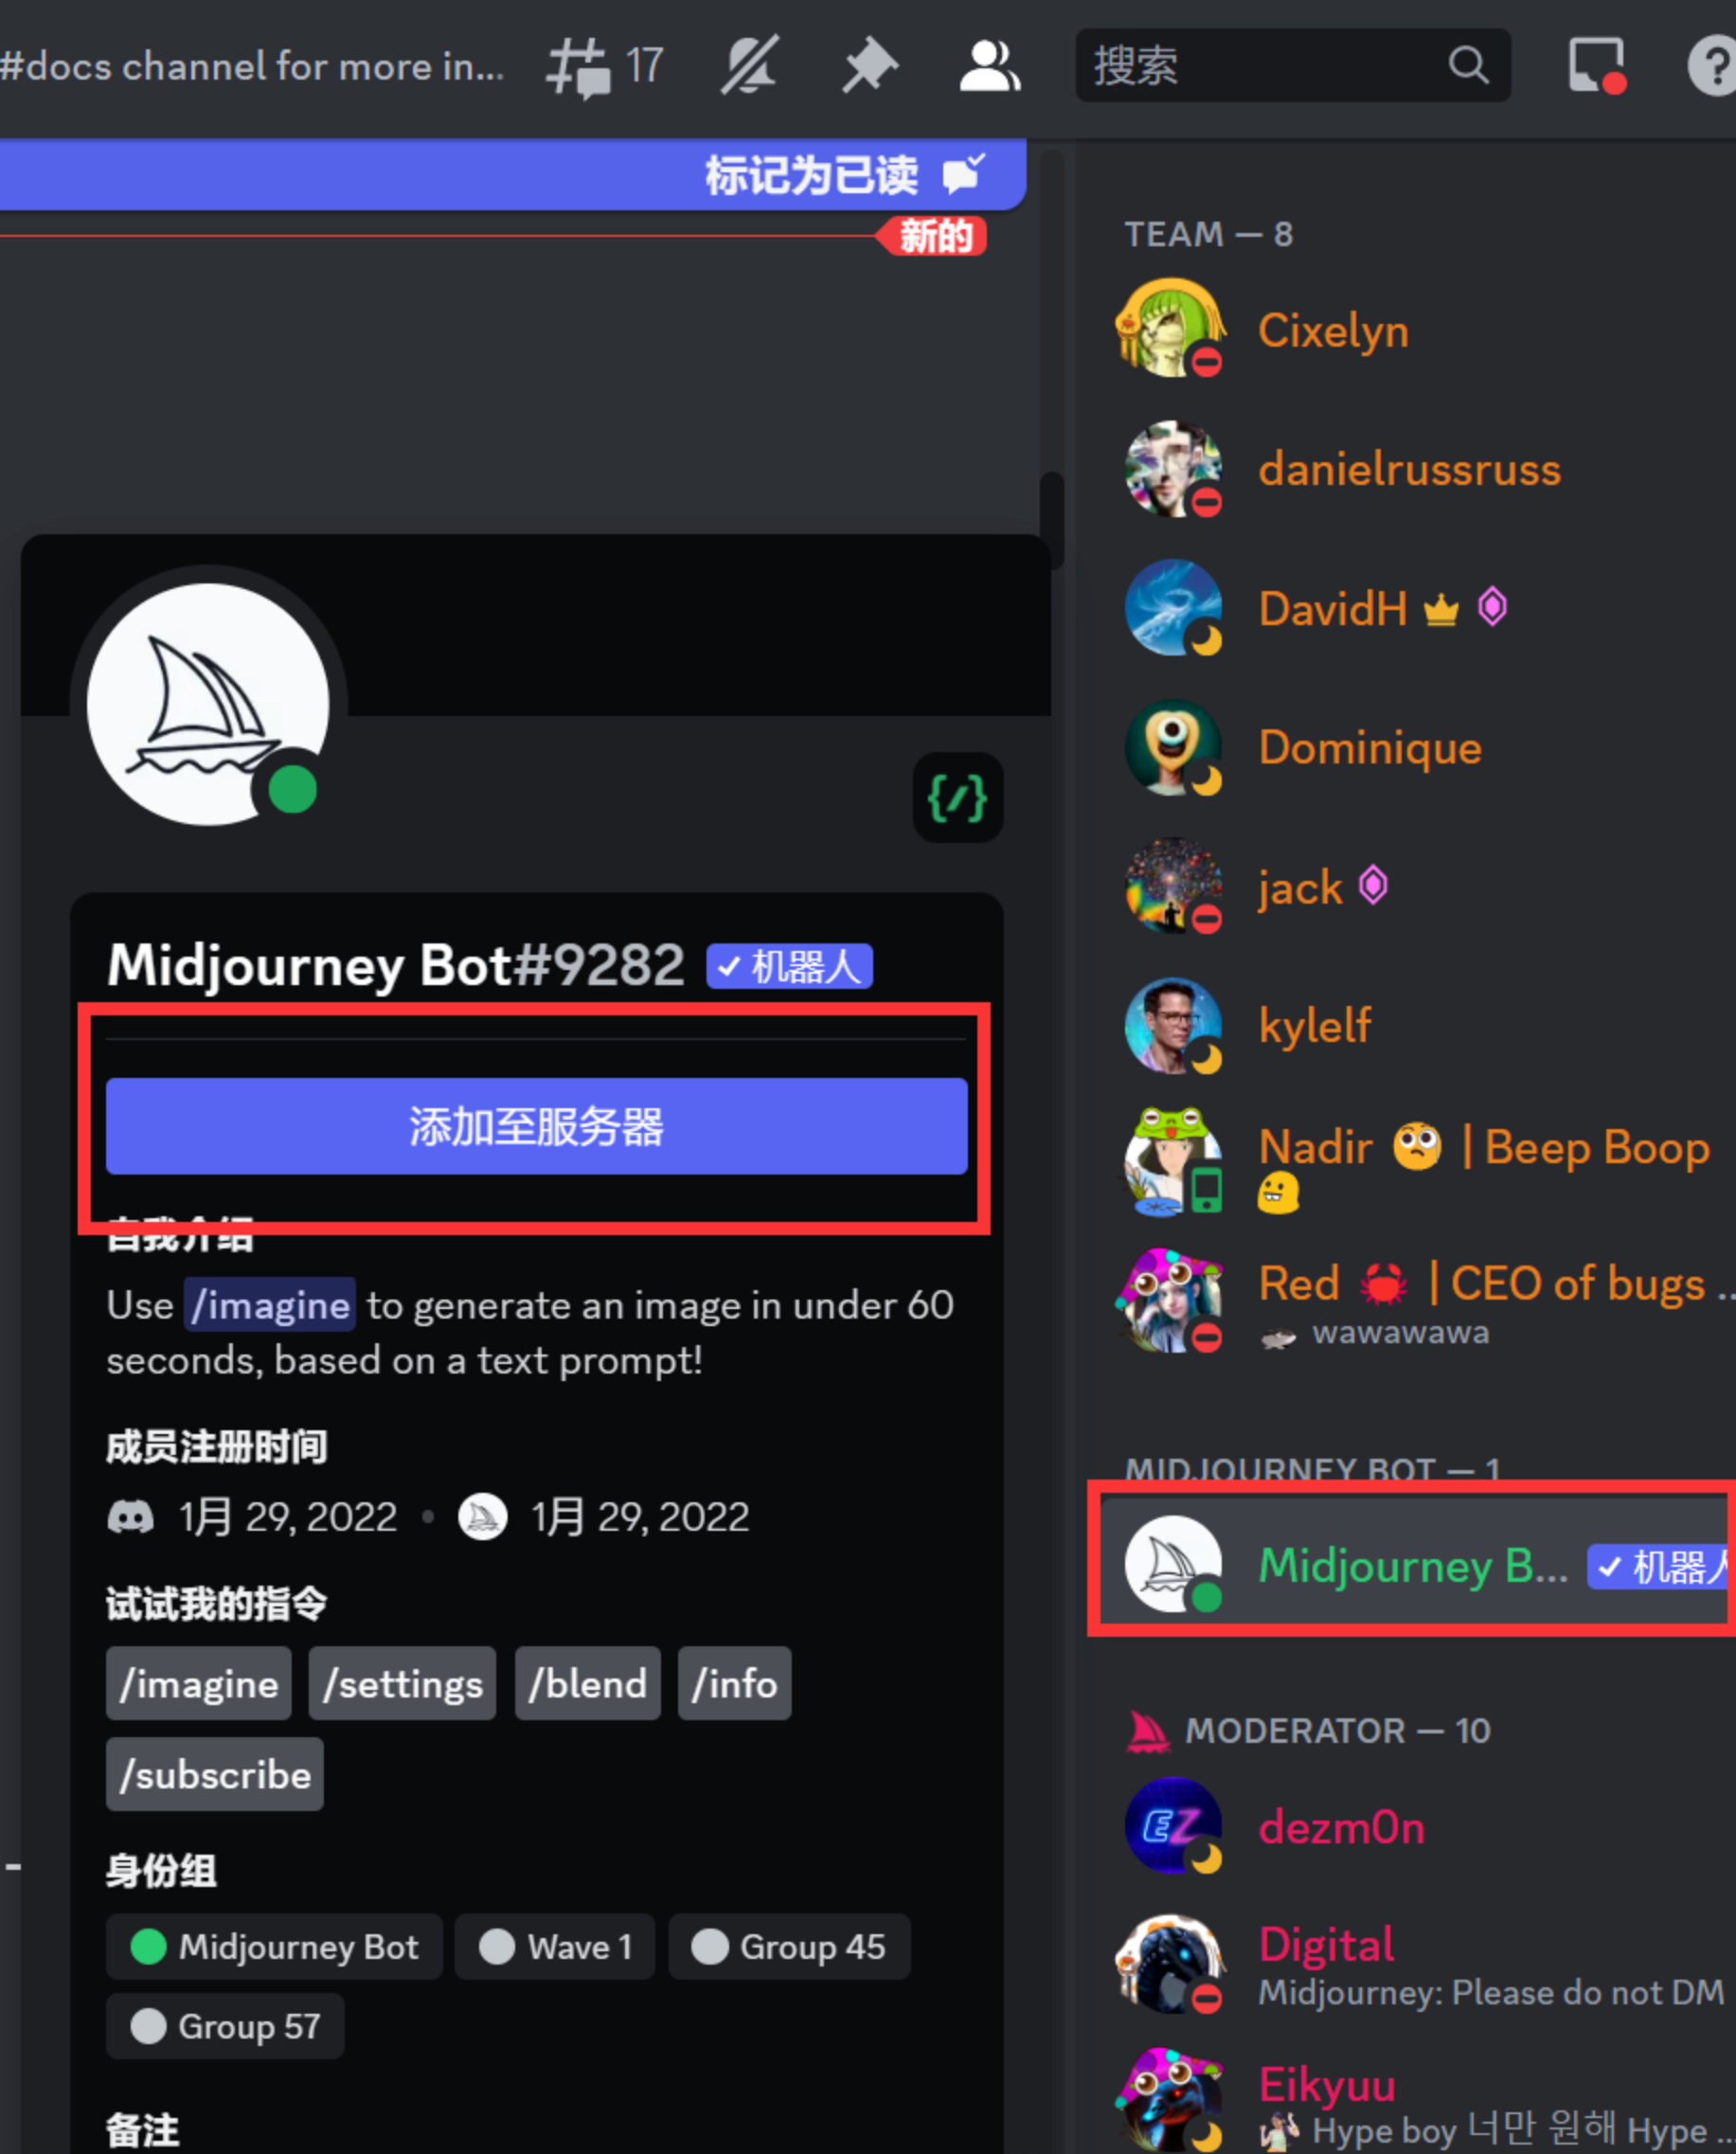 #docs channel for more in...
17
搜索
标记为已读
新的
Midjourney Bot#9282 机器人
添加至服务器
自我介绍
Use /imagine to generate an image in under 60
seconds, based on a text prompt!
成员注册时间
1月 29, 2022 • 1月 29, 2022
试试我的指令
/imagine /settings /blend /info
/subscribe
身份组
Midjourney Bot Wave 1 Group 45
Group 57
备注
TEAM — 8
Cixelyn
danielrussruss
DavidH
Dominique
jack
kylelf
Nadir 🙄 | Beep Boop
Red 🦀 | CEO of bugs ...
wawawawa
MIDJOURNEY BOT — 1
Midjourney B... 机器人
MODERATOR — 10
EZ
dezm0n
Digital
Midjourney: Please do not DM
Eikyuu
Hype boy 너만 원해 Hype ...